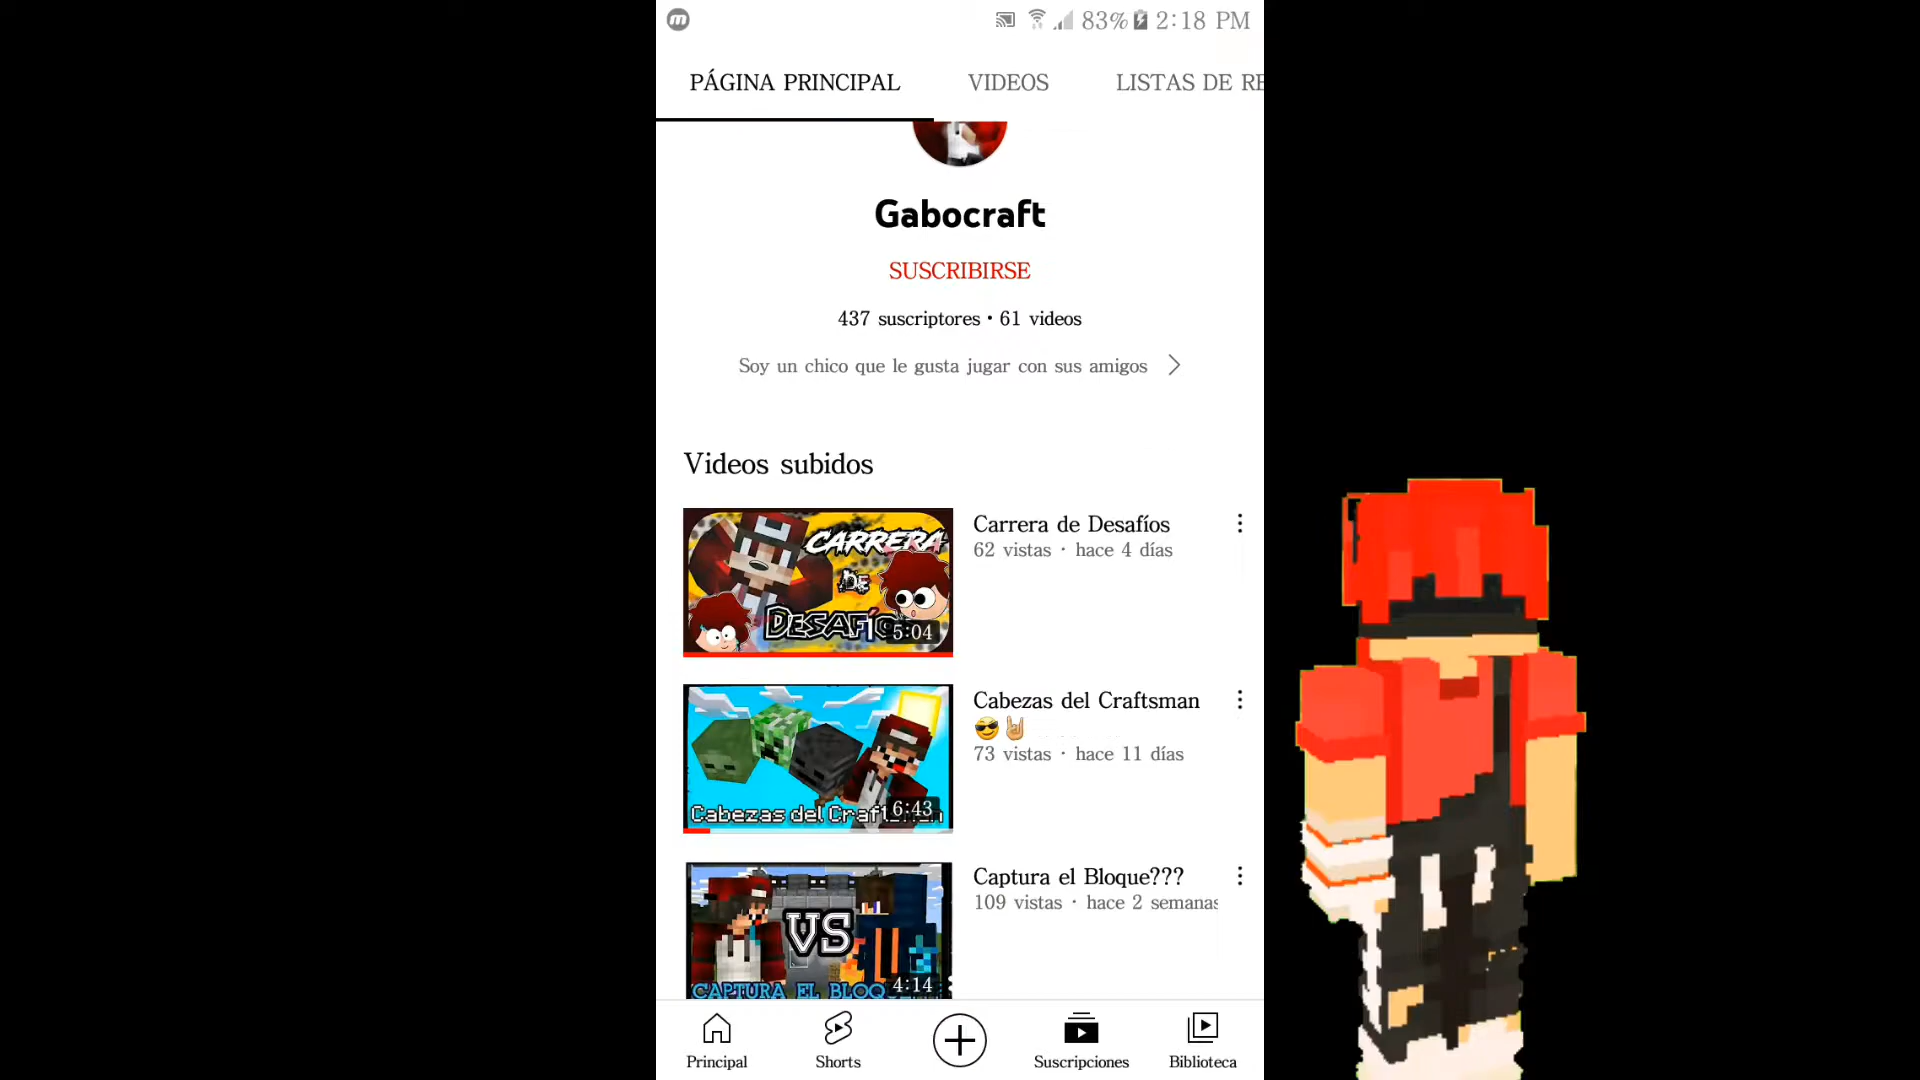 83% 2:18 PM
PÁGINA PRINCIPAL VIDEOS LISTAS DE RE
Gabocraft
SUSCRIBIRSE
437 suscriptores • 61 videos
Soy un chico que le gusta jugar con sus amigos
Videos subidos
CARRERA
DE
DESAFÍO
5:04
Carrera de Desafíos
62 vistas · hace 4 días
Cabezas del Craftsman
6:43
Cabezas del Craftsman
😎🤘🏼
73 vistas · hace 11 días
VS
CAPTURA EL BLOQUE
4:14
Captura el Bloque???
109 vistas · hace 2 semanas
Principal Shorts Suscripciones Biblioteca